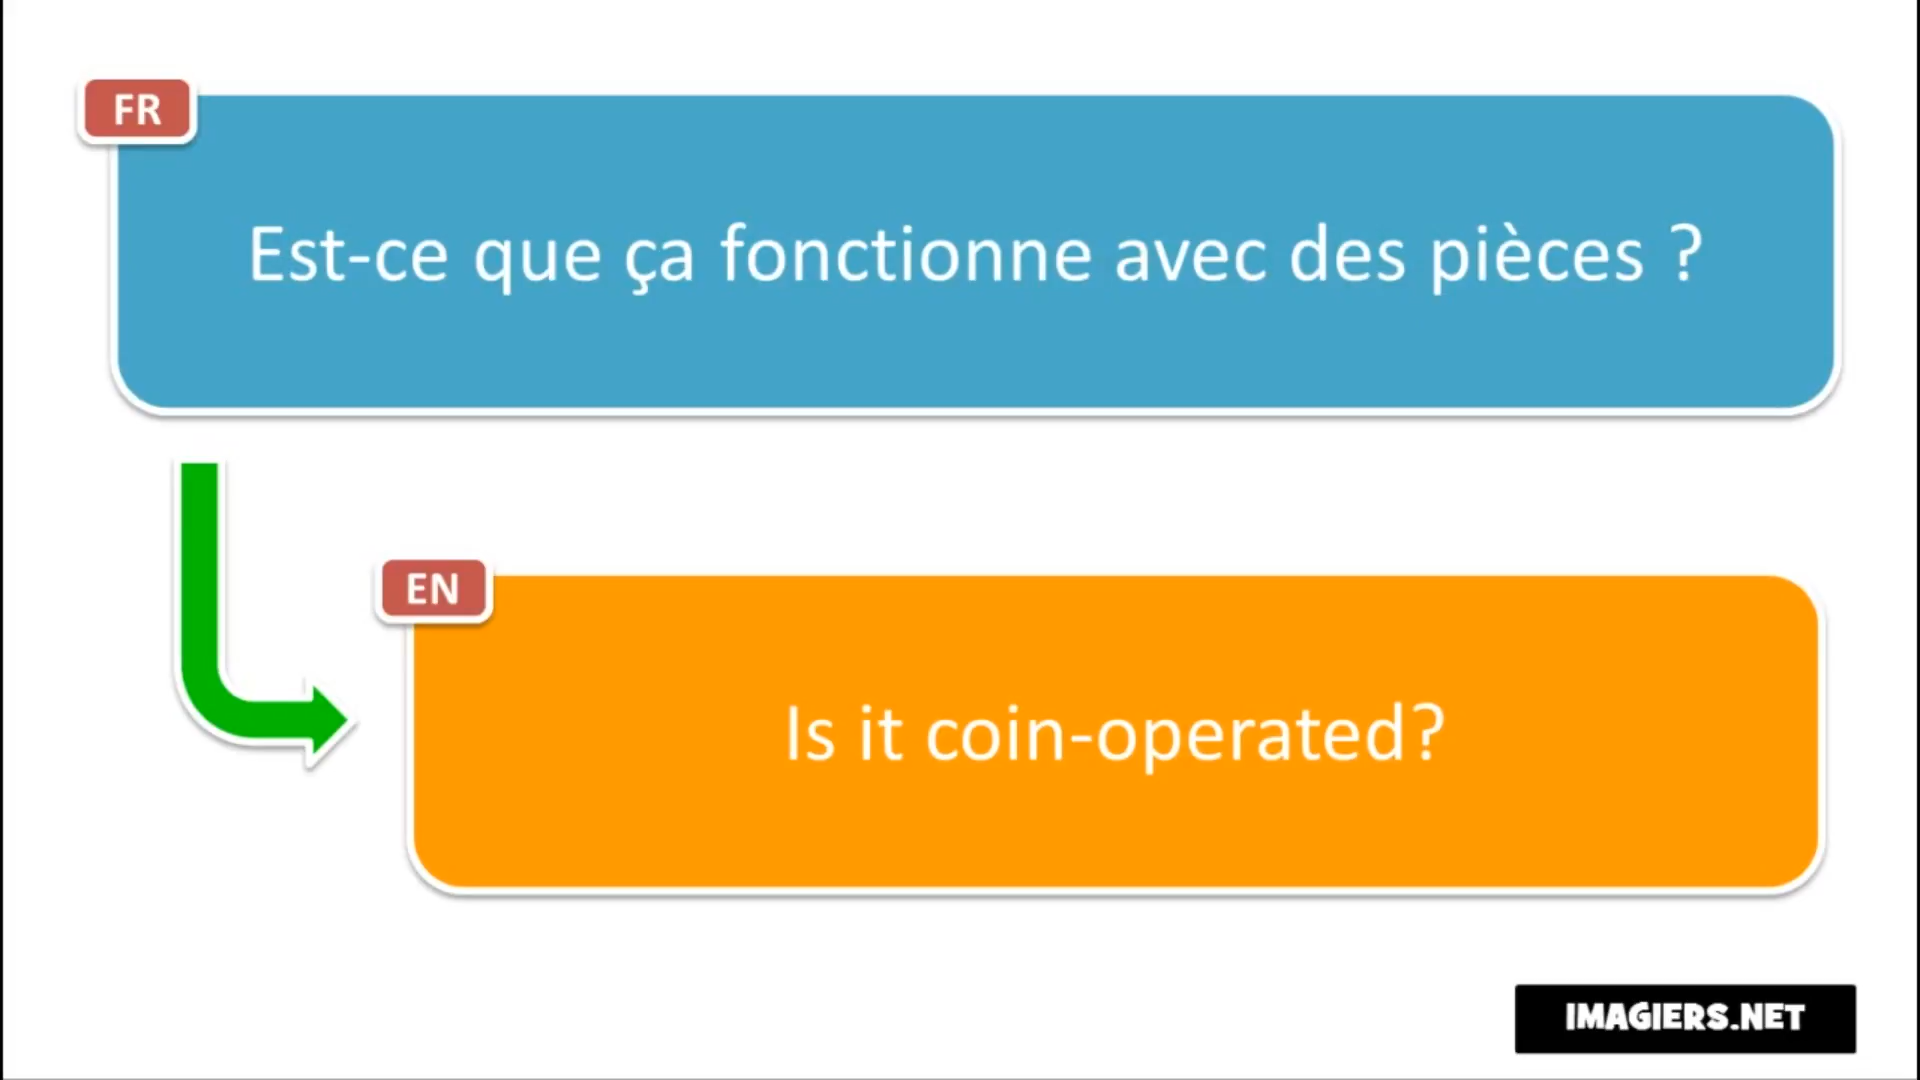 FR
Est-ce que ça fonctionne avec des pièces ?
EN
Is it coin-operated?
IMAGIERS.NET